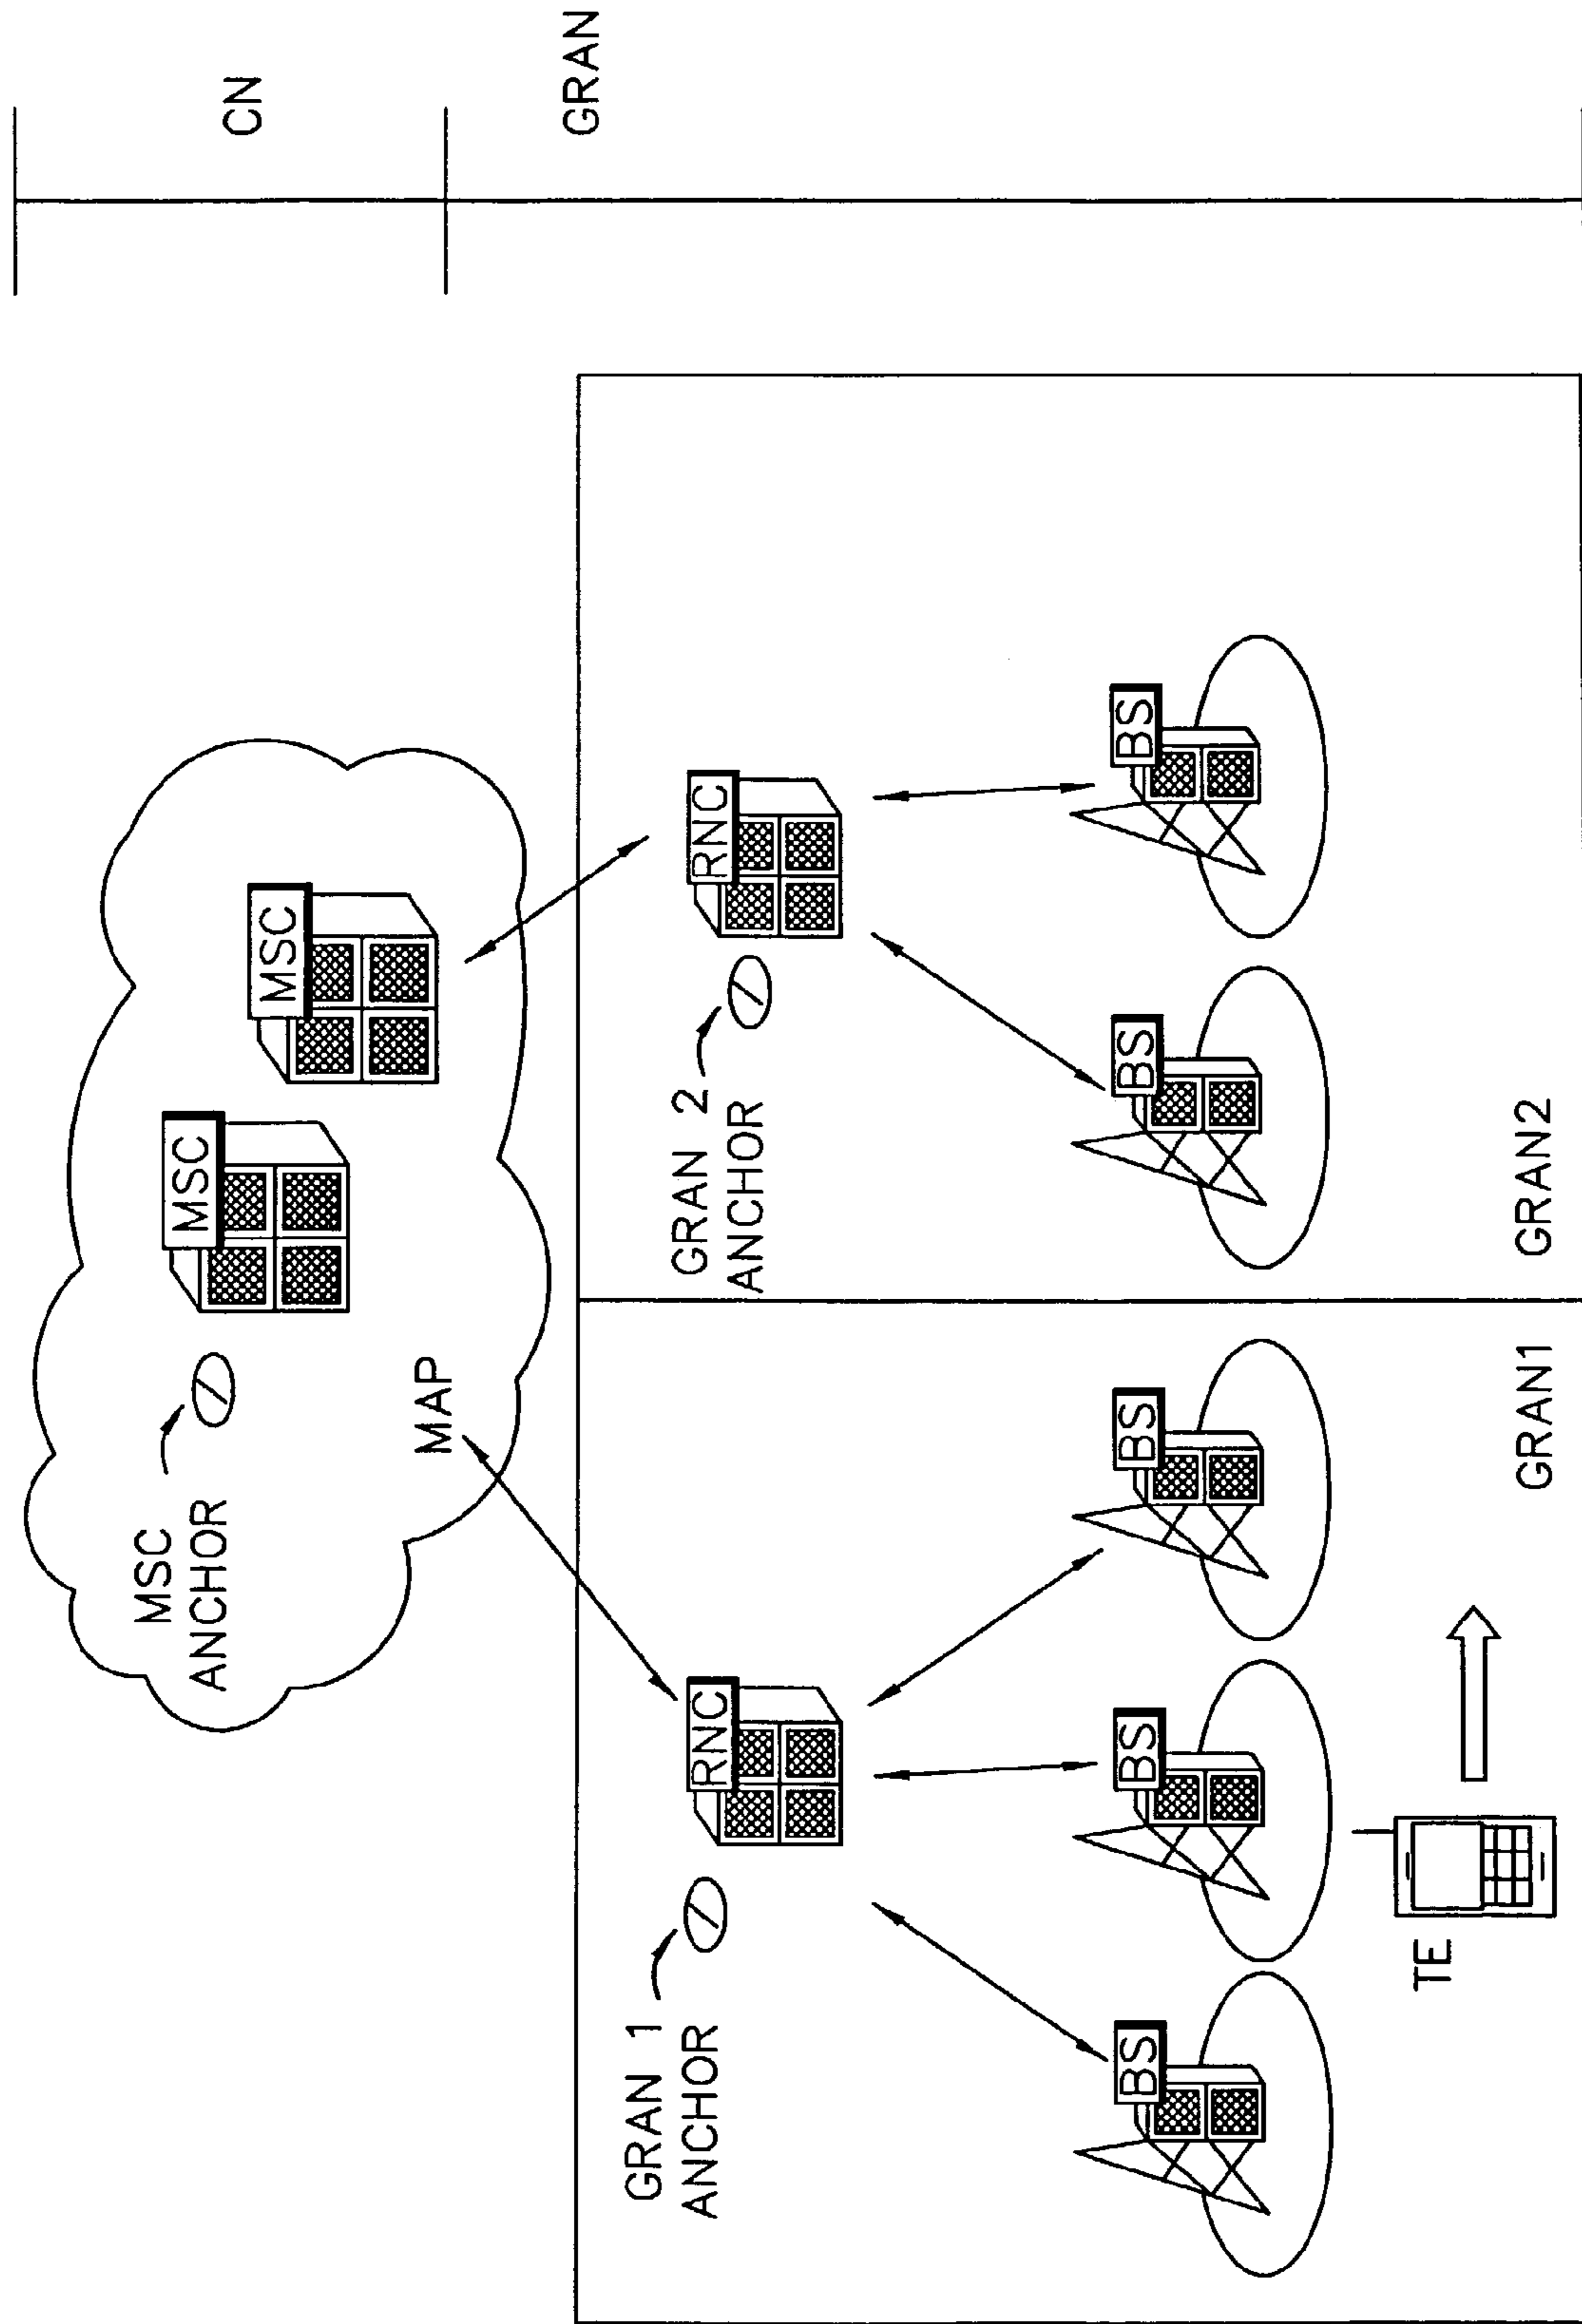 MSC
ANCHOR
MSC
MSC
MAP
CN
GRAN
GRAN 1
ANCHOR
RNC
GRAN 2
ANCHOR
RNC
BS
BS
BS
BS
BS
TE
GRAN1
GRAN2